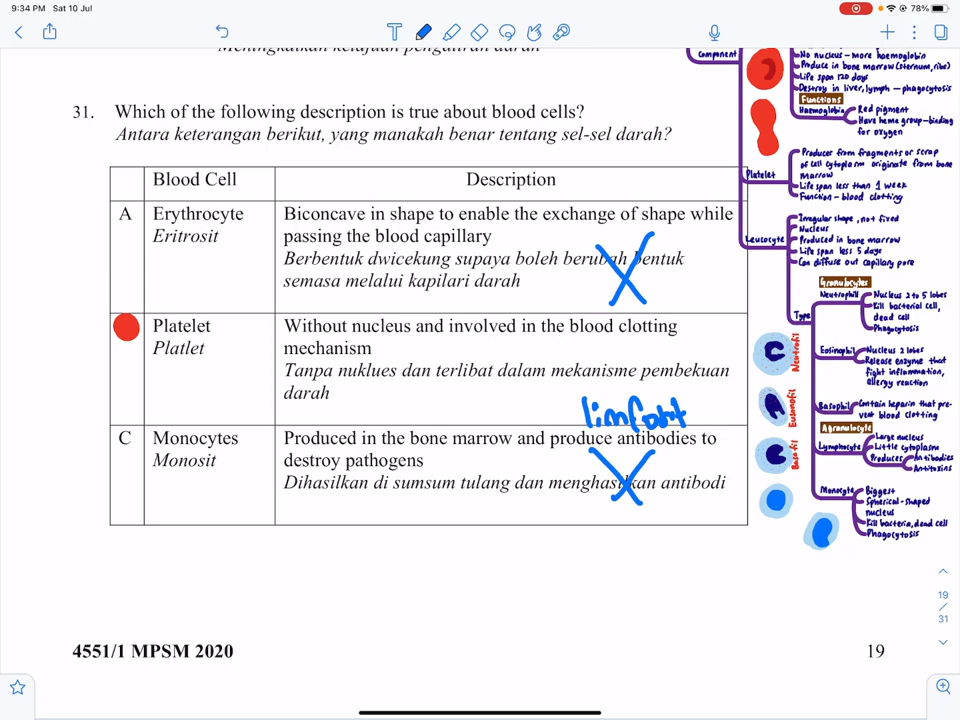 9:34 PM Sat 10 Jul
78%
Meningkatkan kelajuan pengaliran darah
31. Which of the following description is true about blood cells?
Antara keterangan berikut, yang manakah benar tentang sel-sel darah?
Blood Cell Description
A Erythrocyte Biconcave in shape to enable the exchange of shape while
Eritrosit passing the blood capillary
Berbentuk dwicekung supaya boleh berubah bentuk
semasa melalui kapilari darah
Platelet Without nucleus and involved in the blood clotting
Platlet mechanism
Tanpa nuklues dan terlibat dalam mekanisme pembekuan
darah
limfosit
C Monocytes Produced in the bone marrow and produce antibodies to
Monosit destroy pathogens
Dihasilkan di sumsum tulang dan menghasilkan antibodi
4551/1 MPSM 2020
19
Component
No nucleus - more haemoglobin
Produce in bone marrow (sternum, ribs)
Life span 120 days
Destroy in liver, lymph - phagocytosis
Functions
Haemoglobin
Red pigment
Have heme group - binding
for oxygen
Platelet
Producer from fragments or scrap
of cell cytoplasm originate from bone
marrow
Life span less than 1 week
Function - blood clotting
Leucocyte
Irregular shape, not fixed
Nucleus
Produced in bone marrow
Life span less 5 days
Can diffuse out capillary pore
Type
Granulocytes
Neutrophil
Nucleus 2 to 5 lobes
Kill bacterial cell,
dead cell
Phagocytosis
Eosinophil
Nucleus 2 lobes
Release enzyme that
fight inflammation,
allergy reaction
Basophil
Contain heparin that pre-
vent blood clotting
Agranulocyte
Lymphocyte
Large nucleus
Little cytoplasm
Produces
Antibodies
Antitoxins
Monocyte
Biggest
Spherical-shaped
nucleus
Kill bacteria, dead cell
Phagocytosis
Neutrofil
Eusonofil
Basofil
19
/
31